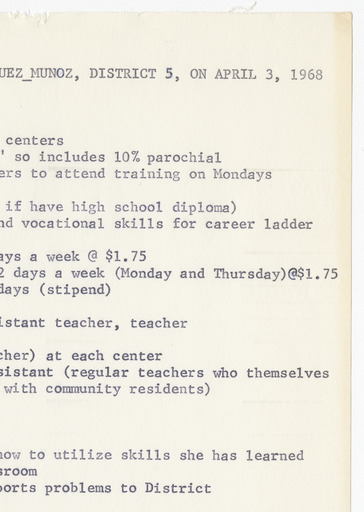 UEZ_MUNOZ, DISTRICT 5, ON APRIL 3, 1968
centers
' so includes 10% parochial
ers to attend training on Mondays
if have high school diploma)
nd vocational skills for career ladder
ays a week @ $1.75
2 days a week (Monday and Thursday)@$1.75
days (stipend)
istant teacher, teacher
cher) at each center
sistant (regular teachers who themselves
with community residents)
how to utilize skills she has learned
sroom
ports problems to District